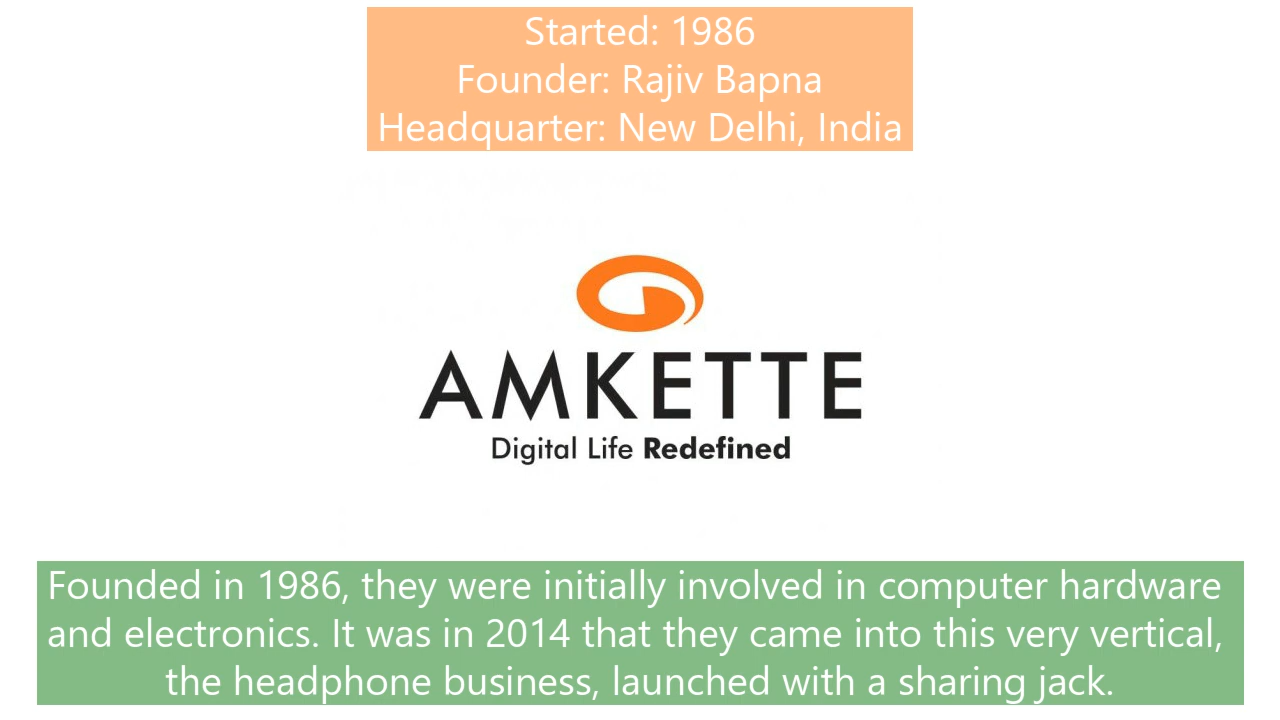 Started: 1986
Founder: Rajiv Bapna
Headquarter: New Delhi, India
AMKETTE
Digital Life Redefined
Founded in 1986, they were initially involved in computer hardware
and electronics. It was in 2014 that they came into this very vertical,
the headphone business, launched with a sharing jack.